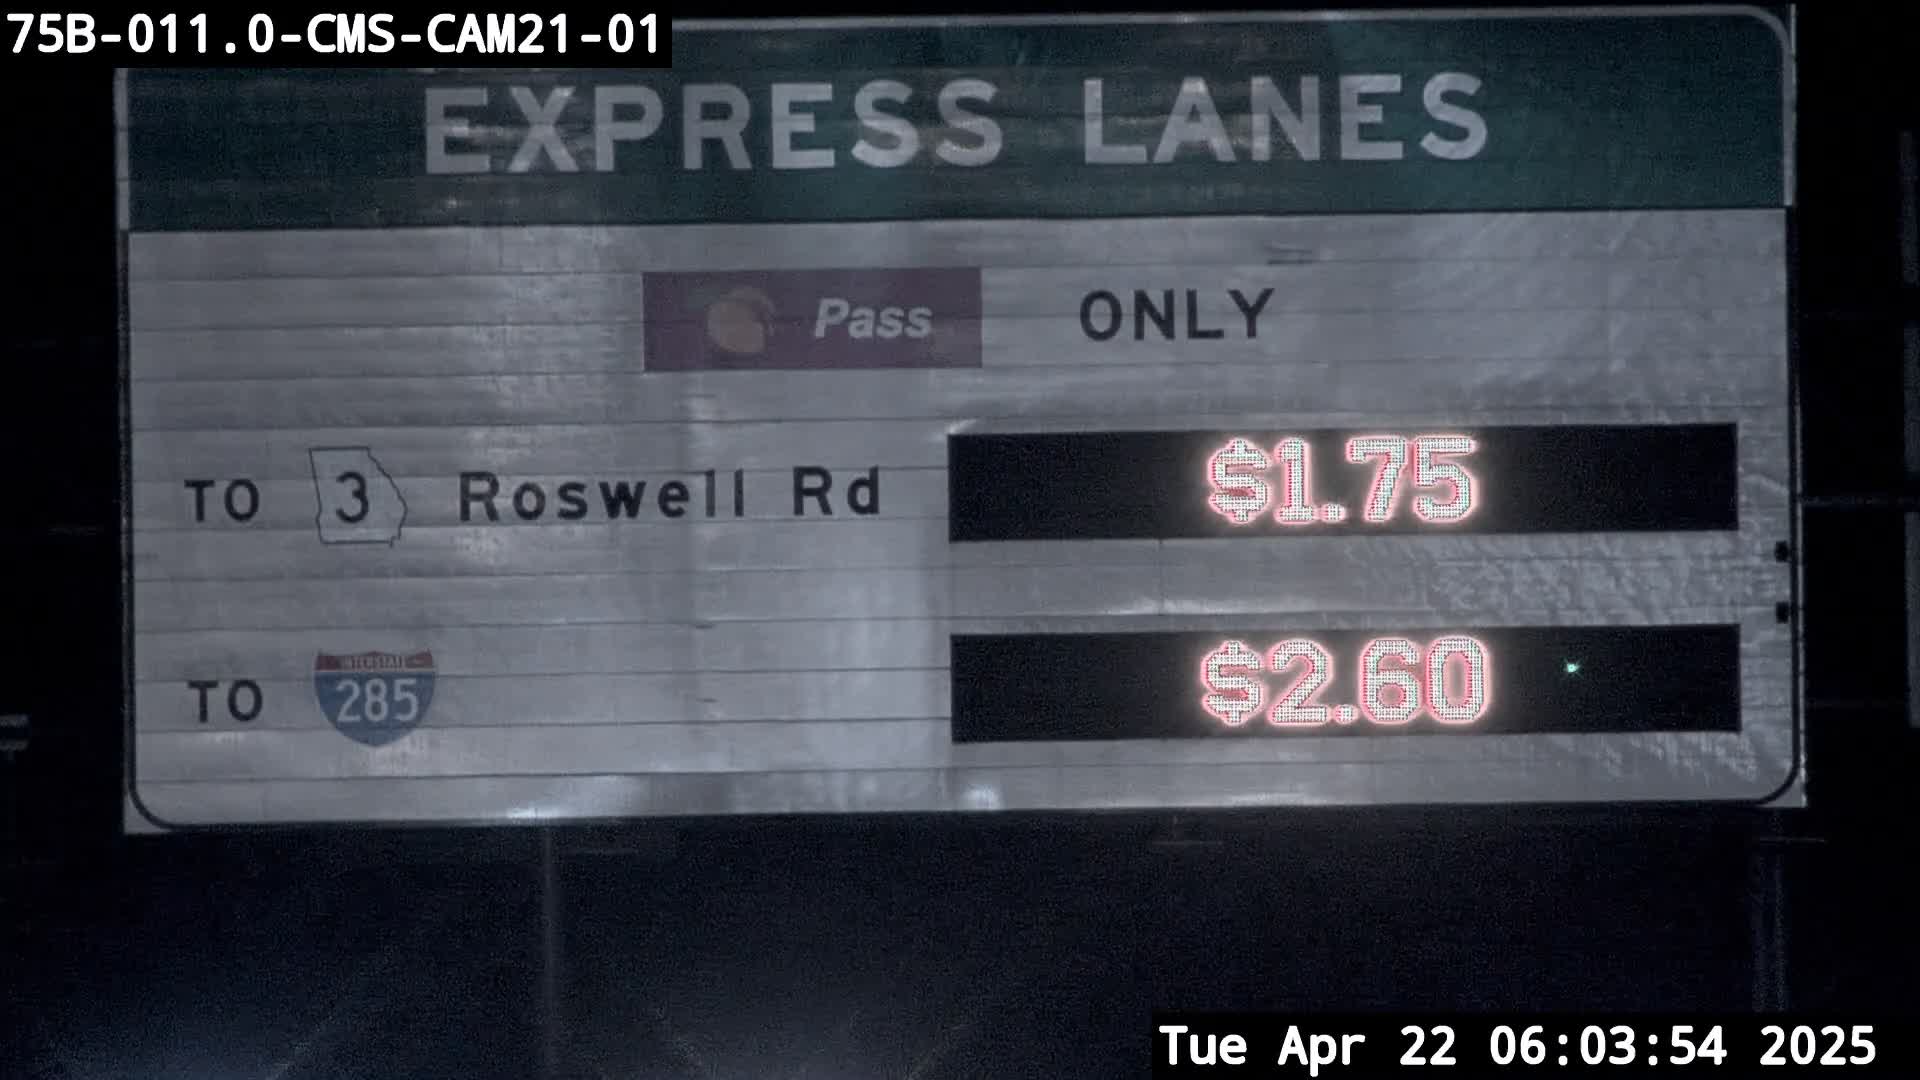 75B-011.0-CMS-CAM21-01
EXPRESS LANES
Pass ONLY
TO 3 Roswell Rd $1.75
INTERSTATE
TO 285 $2.60
Tue Apr 22 06:03:54 2025